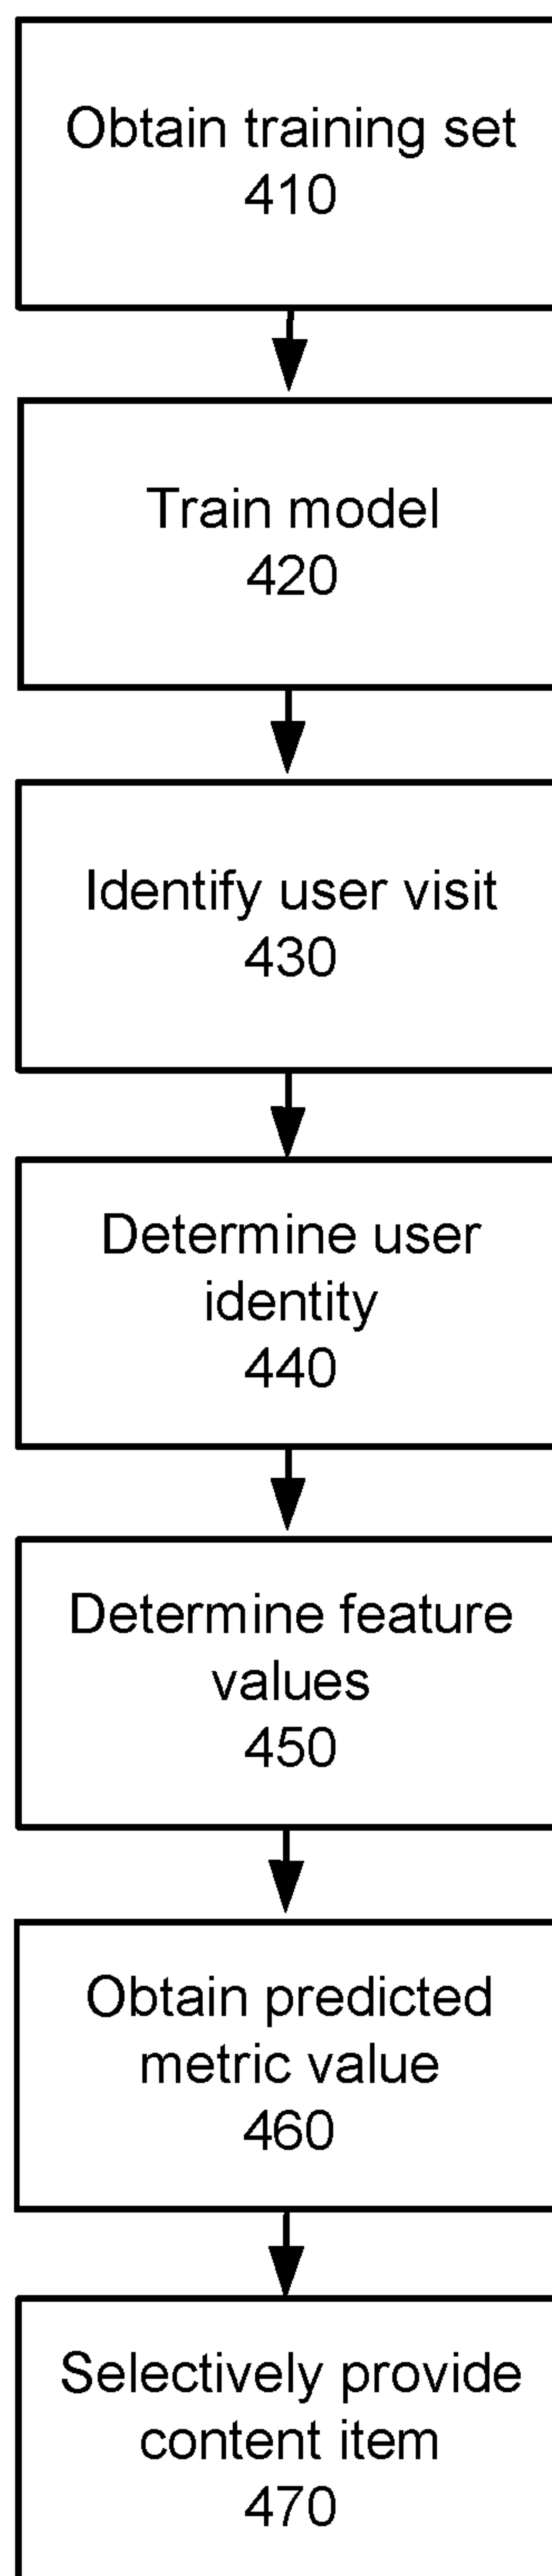 Obtain training set
410
Train model
420
Identify user visit
430
Determine user
identity
440
Determine feature
values
450
Obtain predicted
metric value
460
Selectively provide
content item
470